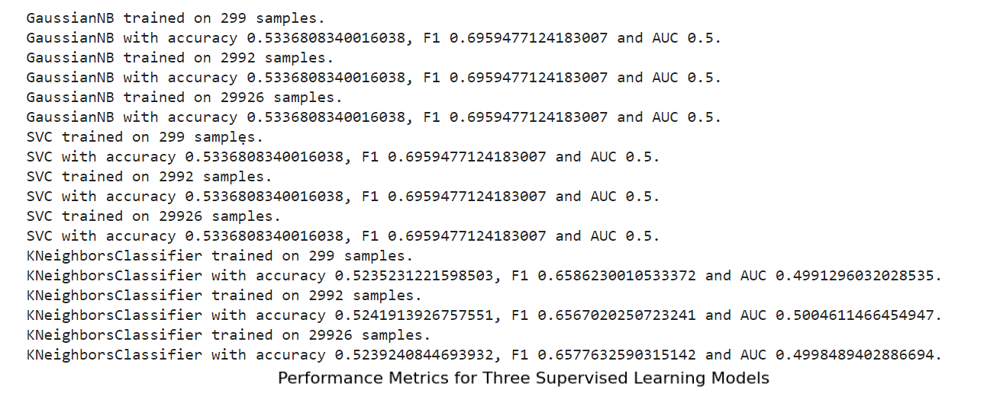 GaussianNB trained on 299 samples.
GaussianNB with accuracy 0.5336808340016038, F1 0.6959477124183007 and AUC 0.5.
GaussianNB trained on 2992 samples.
GaussianNB with accuracy 0.5336808340016038, F1 0.6959477124183007 and AUC 0.5.
GaussianNB trained on 29926 samples.
GaussianNB with accuracy 0.5336808340016038, F1 0.6959477124183007 and AUC 0.5.
SVC trained on 299 samples.
SVC with accuracy 0.5336808340016038, F1 0.6959477124183007 and AUC 0.5.
SVC trained on 2992 samples.
SVC with accuracy 0.5336808340016038, F1 0.6959477124183007 and AUC 0.5.
SVC trained on 29926 samples.
SVC with accuracy 0.5336808340016038, F1 0.6959477124183007 and AUC 0.5.
KNeighborsClassifier trained on 299 samples.
KNeighborsClassifier with accuracy 0.5235231221598503, F1 0.6586230010533372 and AUC 0.4991296032028535.
KNeighborsClassifier trained on 2992 samples.
KNeighborsClassifier with accuracy 0.5241913926757551, F1 0.6567020250723241 and AUC 0.5004611466454947.
KNeighborsClassifier trained on 29926 samples.
KNeighborsClassifier with accuracy 0.5239240844693932, F1 0.6577632590315142 and AUC 0.4998489402886694.
Performance Metrics for Three Supervised Learning Models